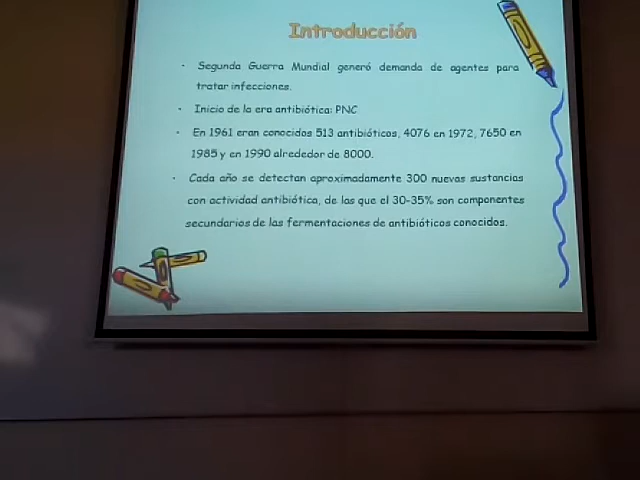 Introducción
• Segunda Guerra Mundial generó demanda de agentes para
tratar infecciones.
• Inicio de la era antibiótica: PNC
• En 1961 eran conocidos 513 antibióticos, 4076 en 1972, 7650 en
1985 y en 1990 alrededor de 8000.
• Cada año se detectan aproximadamente 300 nuevas sustancias
con actividad antibiótica, de las que el 30-35% son componentes
secundarios de las fermentaciones de antibióticos conocidos.